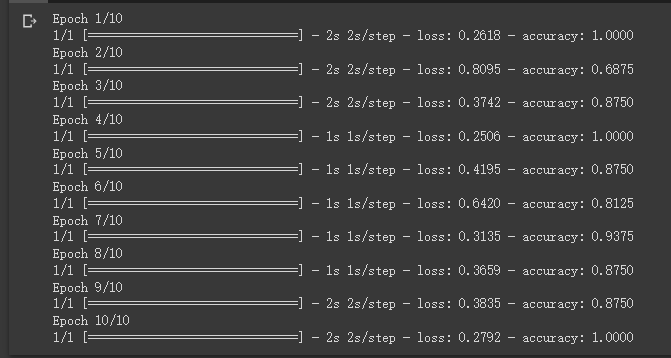 Epoch 1/10
1/1 [==============================] - 2s 2s/step - loss: 0.2618 - accuracy: 1.0000
Epoch 2/10
1/1 [==============================] - 2s 2s/step - loss: 0.8095 - accuracy: 0.6875
Epoch 3/10
1/1 [==============================] - 2s 2s/step - loss: 0.3742 - accuracy: 0.8750
Epoch 4/10
1/1 [==============================] - 1s 1s/step - loss: 0.2506 - accuracy: 1.0000
Epoch 5/10
1/1 [==============================] - 1s 1s/step - loss: 0.4195 - accuracy: 0.8750
Epoch 6/10
1/1 [==============================] - 1s 1s/step - loss: 0.6420 - accuracy: 0.8125
Epoch 7/10
1/1 [==============================] - 1s 1s/step - loss: 0.3135 - accuracy: 0.9375
Epoch 8/10
1/1 [==============================] - 1s 1s/step - loss: 0.3659 - accuracy: 0.8750
Epoch 9/10
1/1 [==============================] - 2s 2s/step - loss: 0.3835 - accuracy: 0.8750
Epoch 10/10
1/1 [==============================] - 2s 2s/step - loss: 0.2792 - accuracy: 1.0000